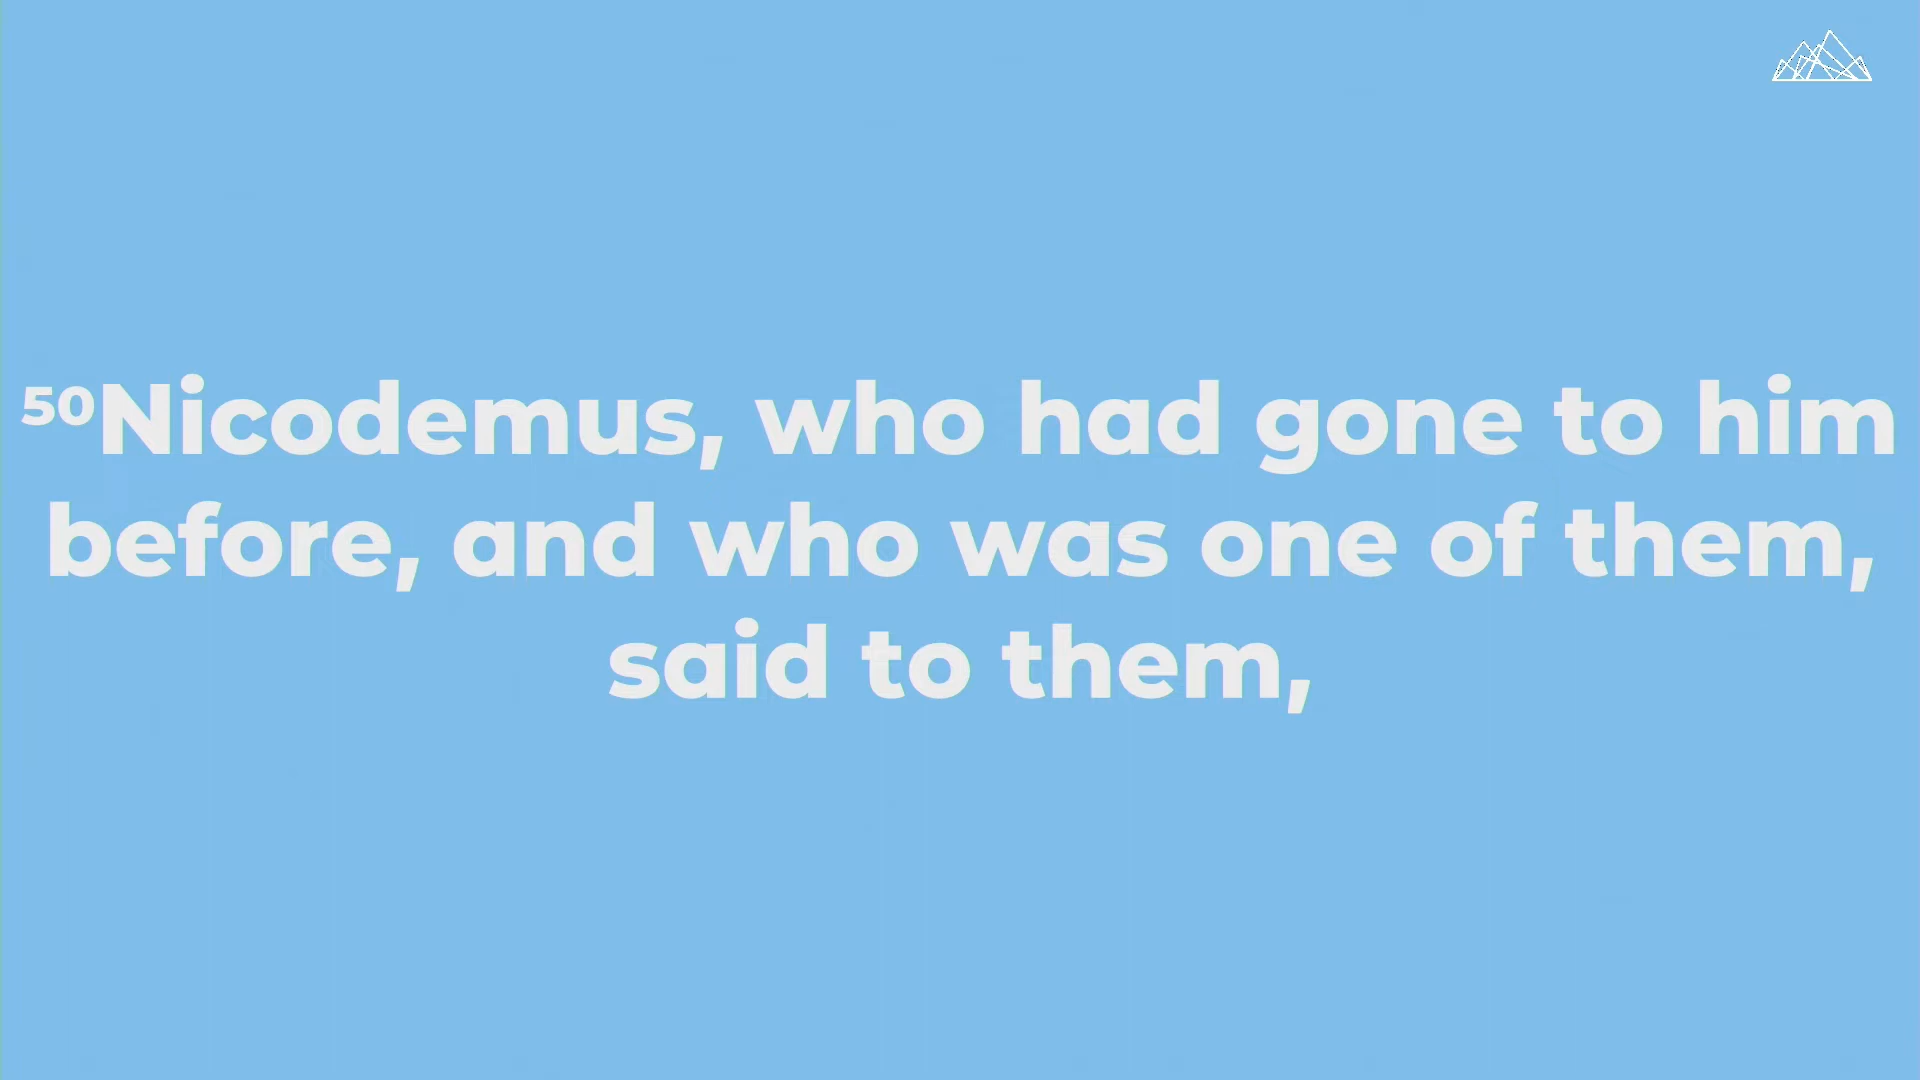 ⁵⁰Nicodemus, who had gone to him
before, and who was one of them,
said to them,